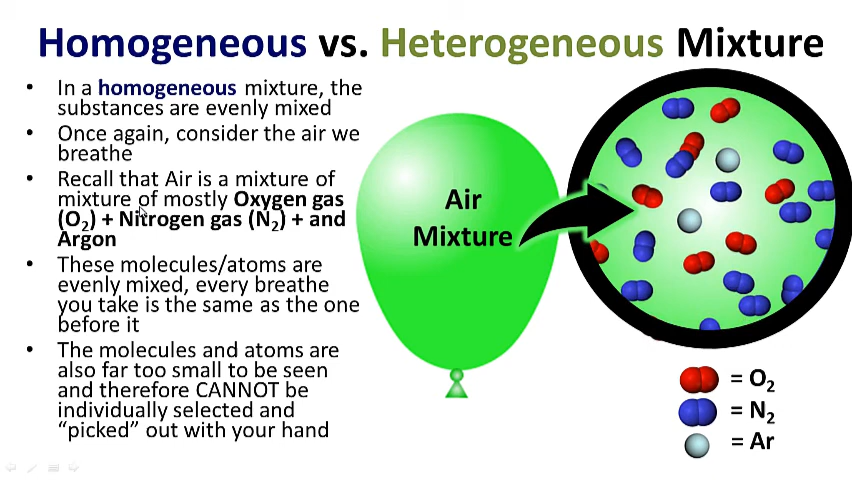 Homogeneous vs. Heterogeneous Mixture
• In a homogeneous mixture, the
substances are evenly mixed
• Once again, consider the air we
breathe
• Recall that Air is a mixture of
mixture of mostly Oxygen gas
(O₂) + Nitrogen gas (N₂) + and
Argon
• These molecules/atoms are
evenly mixed, every breathe
you take is the same as the one
before it
• The molecules and atoms are
also far too small to be seen
and therefore CANNOT be
individually selected and
“picked” out with your hand
Air
Mixture
= O₂
= N₂
= Ar